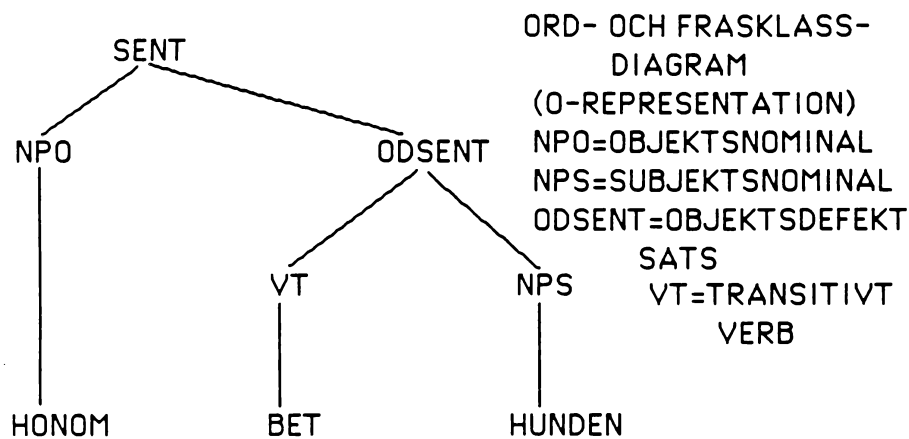 SENT
NPO ODSENT
VT NPS
HONOM BET HUNDEN
ORD- OCH FRASKLASS-
DIAGRAM
(O-REPRESENTATION)
NPO=OBJEKTSNOMINAL
NPS=SUBJEKTSNOMINAL
ODSENT=OBJEKTSDEFEKT
SATS
VT=TRANSITIVT
VERB